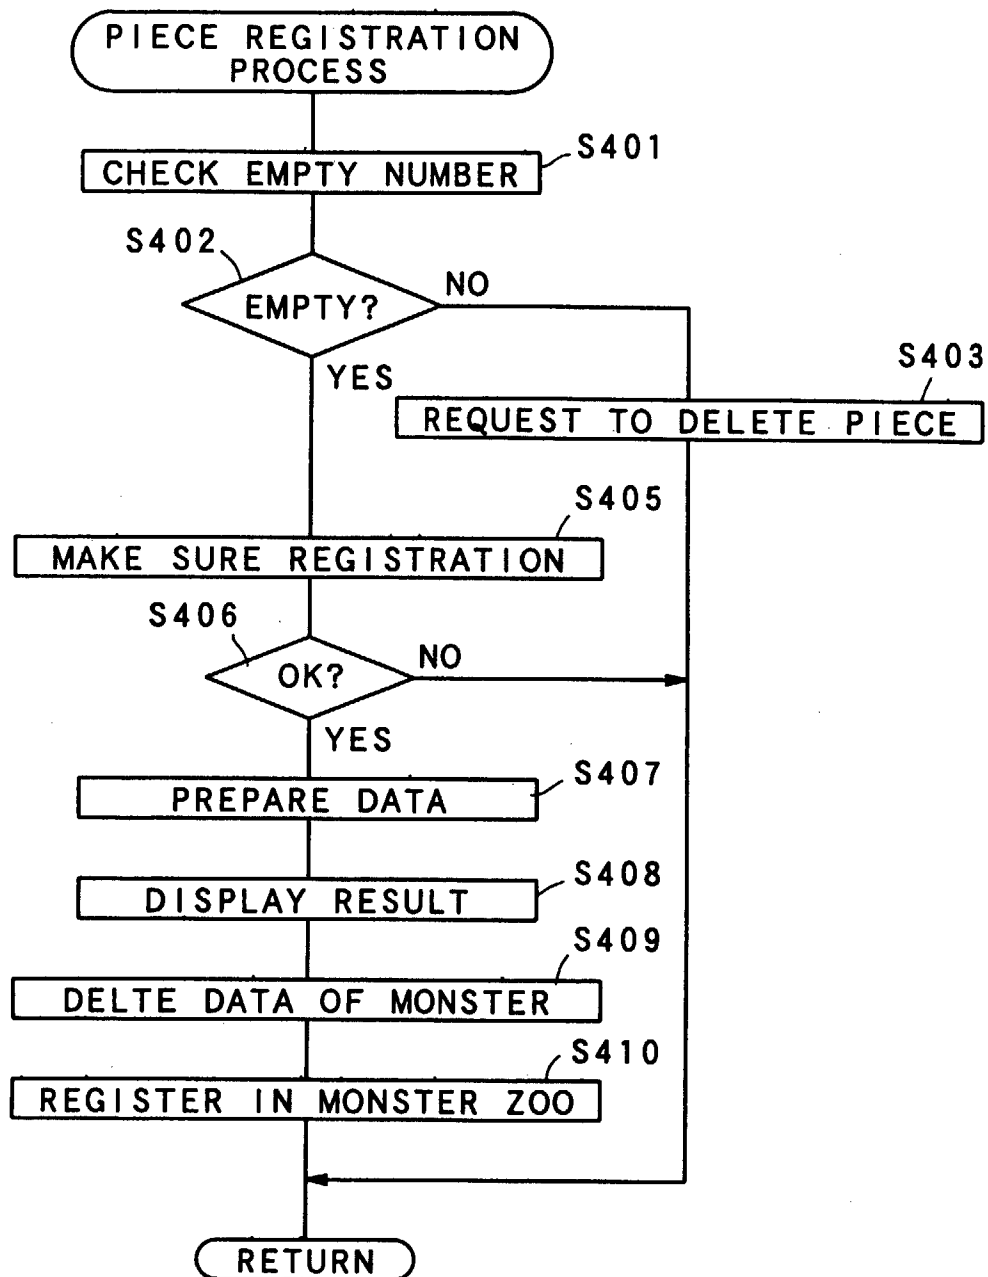 PIECE REGISTRATION
PROCESS
S401
CHECK EMPTY NUMBER
S402
EMPTY?
NO
YES
S403
REQUEST TO DELETE PIECE
S405
MAKE SURE REGISTRATION
S406
OK?
NO
YES
S407
PREPARE DATA
S408
DISPLAY RESULT
S409
DELTE DATA OF MONSTER
S410
REGISTER IN MONSTER ZOO
RETURN